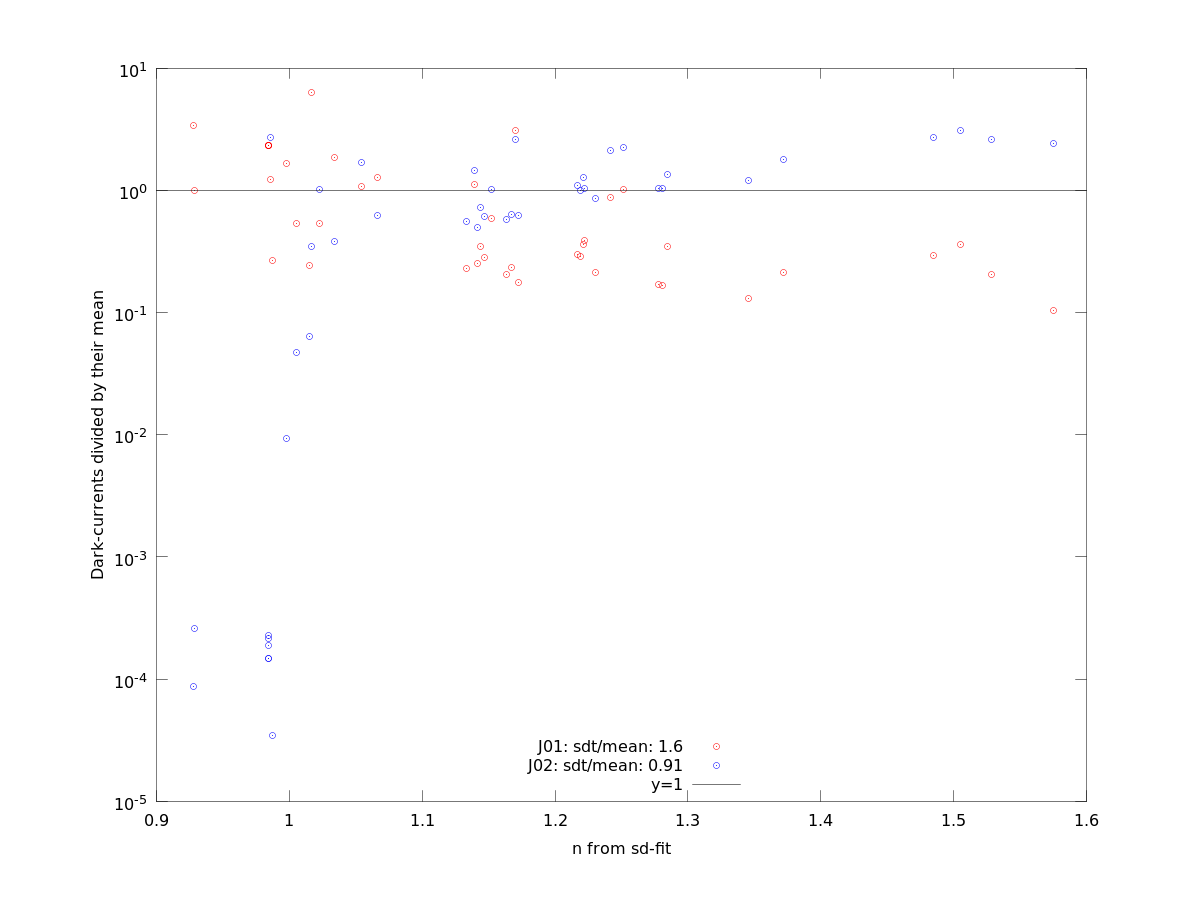 10^1
10^0
10^-1
10^-2
10^-3
10^-4
10^-5
Dark-currents divided by their mean
J01: sdt/mean: 1.6
J02: sdt/mean: 0.91
y=1
0.9 1 1.1 1.2 1.3 1.4 1.5 1.6
n from sd-fit